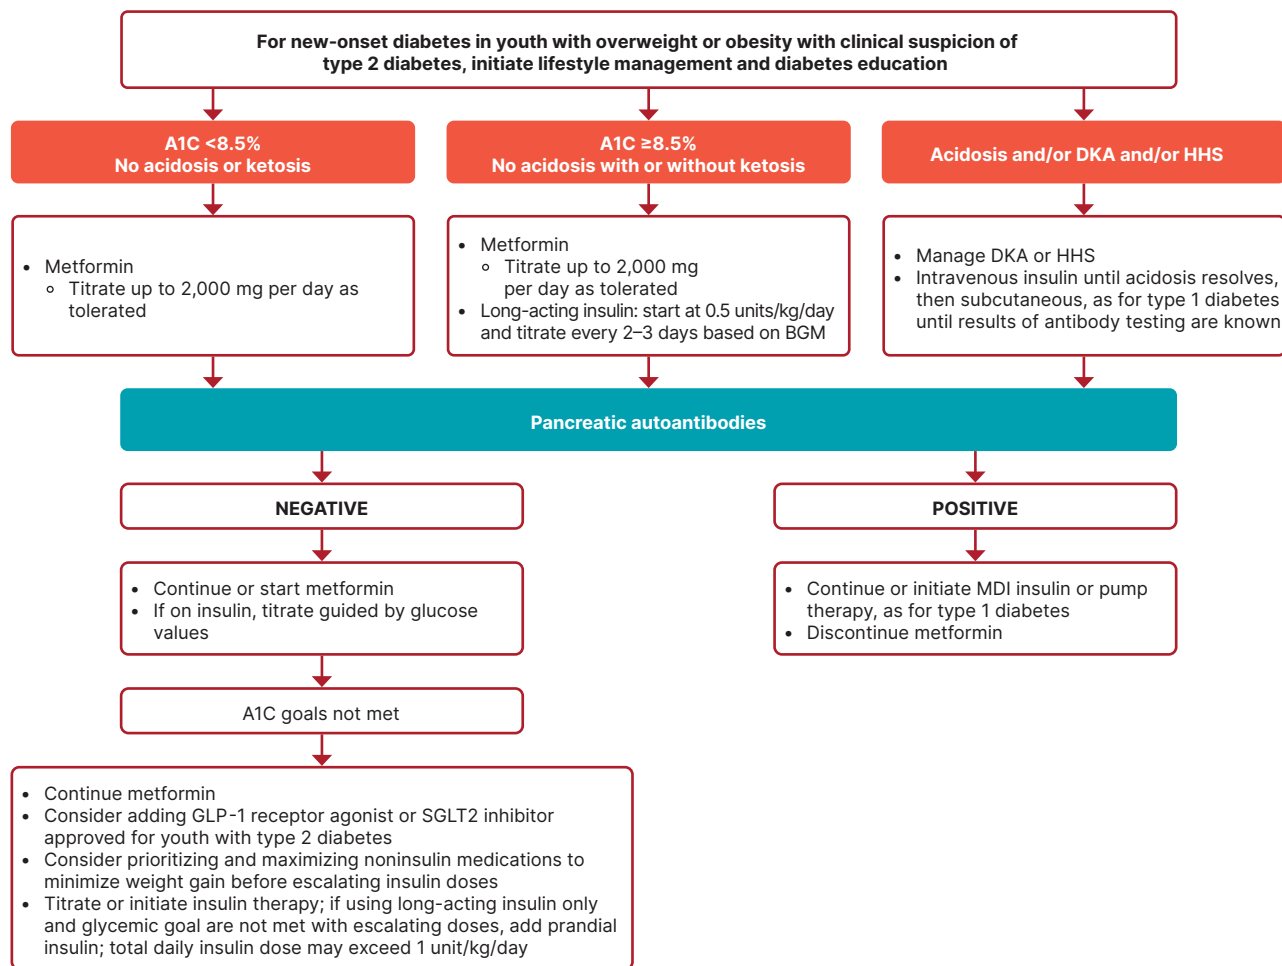 For new-onset diabetes in youth with overweight or obesity with clinical suspicion of
type 2 diabetes, initiate lifestyle management and diabetes education
A1C <8.5%
No acidosis or ketosis
A1C ≥8.5%
No acidosis with or without ketosis
Acidosis and/or DKA and/or HHS
• Metformin
◦ Titrate up to 2,000 mg per day as
tolerated
• Metformin
◦ Titrate up to 2,000 mg
per day as tolerated
• Long-acting insulin: start at 0.5 units/kg/day
and titrate every 2–3 days based on BGM
• Manage DKA or HHS
• Intravenous insulin until acidosis resolves,
then subcutaneous, as for type 1 diabetes
until results of antibody testing are known
Pancreatic autoantibodies
NEGATIVE
POSITIVE
• Continue or start metformin
• If on insulin, titrate guided by glucose
values
• Continue or initiate MDI insulin or pump
therapy, as for type 1 diabetes
• Discontinue metformin
A1C goals not met
• Continue metformin
• Consider adding GLP-1 receptor agonist or SGLT2 inhibitor
approved for youth with type 2 diabetes
• Consider prioritizing and maximizing noninsulin medications to
minimize weight gain before escalating insulin doses
• Titrate or initiate insulin therapy; if using long-acting insulin only
and glycemic goal are not met with escalating doses, add prandial
insulin; total daily insulin dose may exceed 1 unit/kg/day